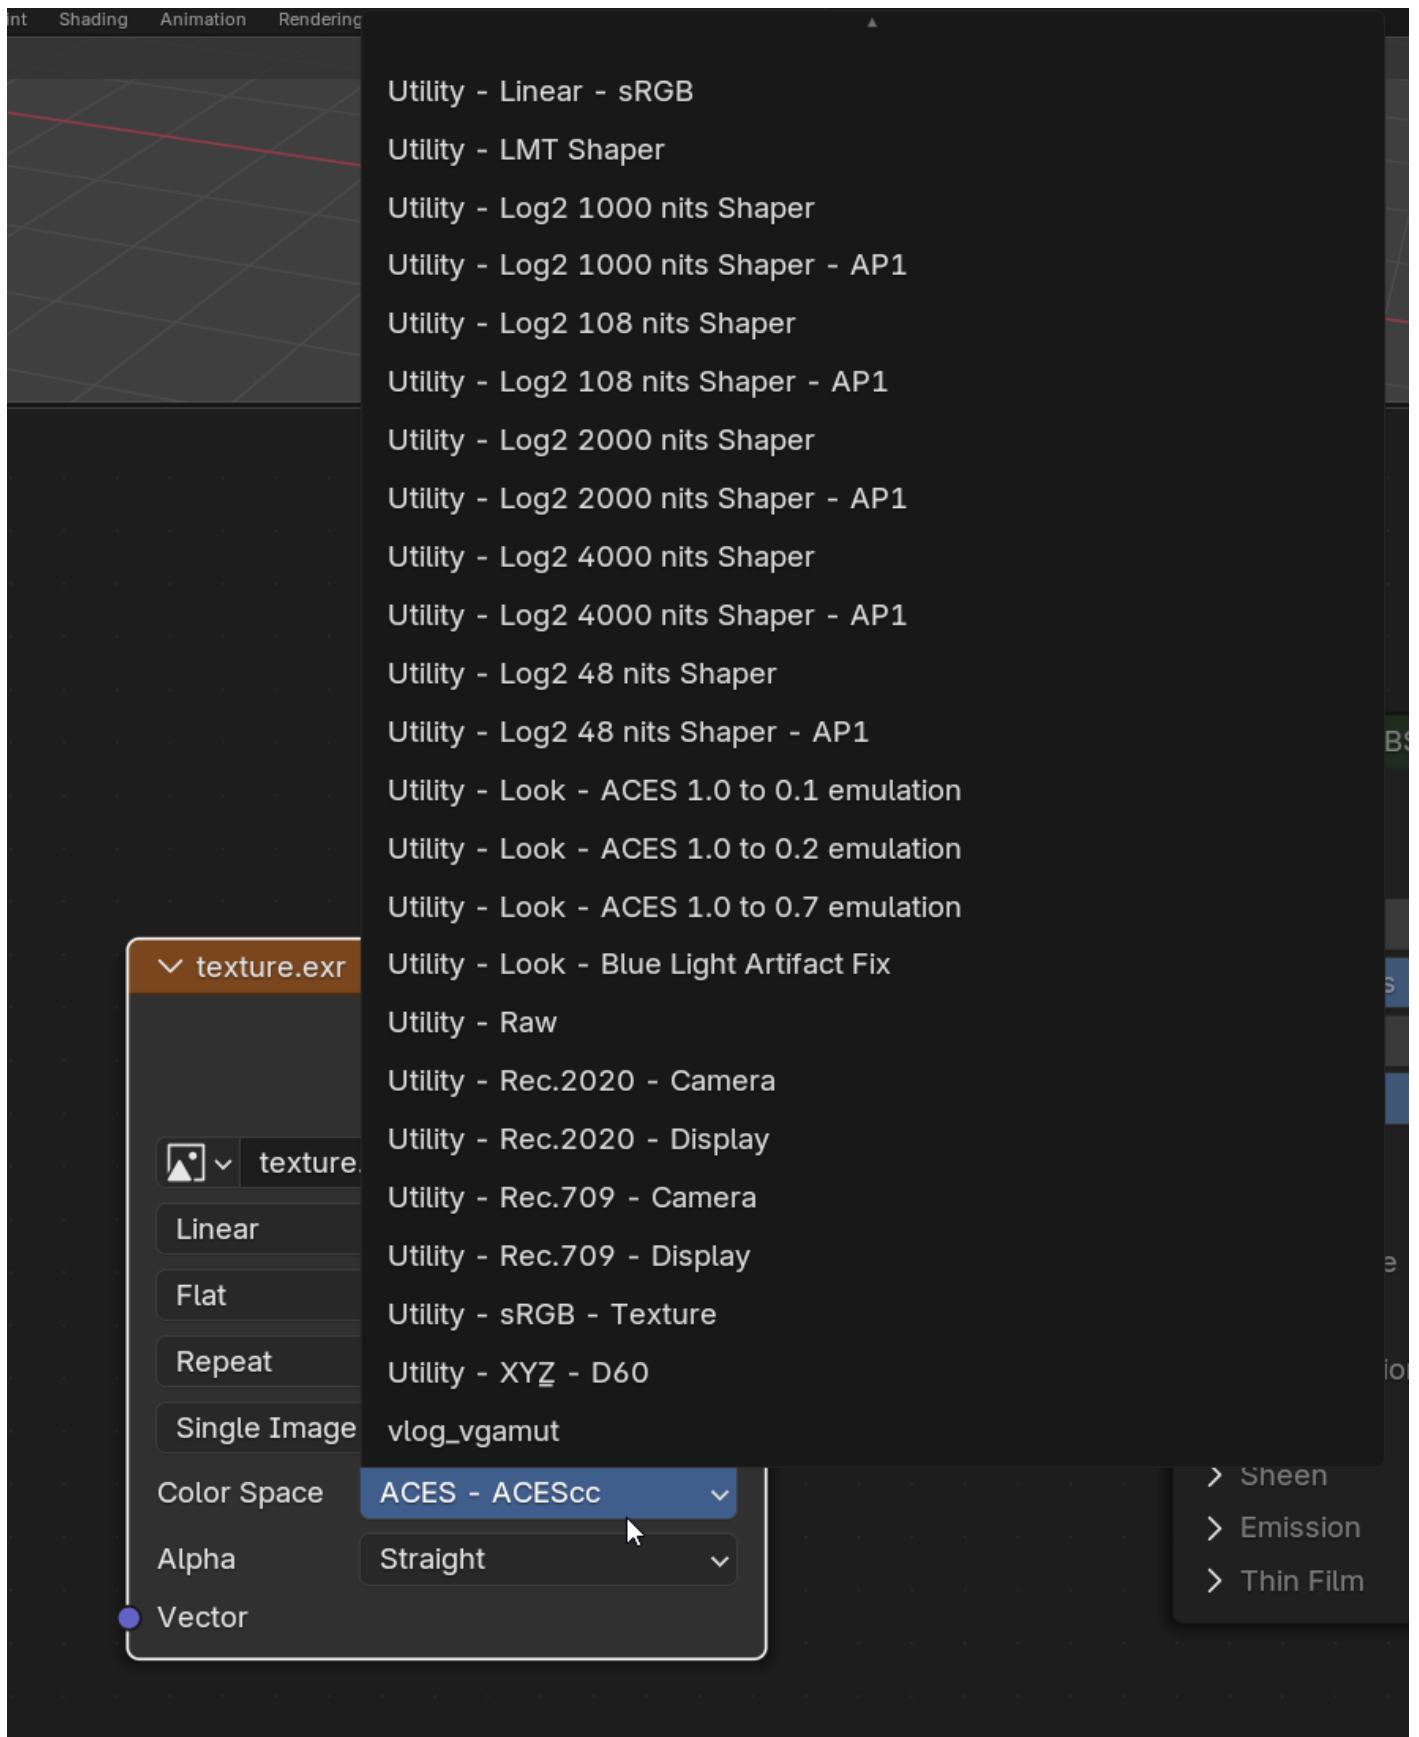 int Shading Animation Rendering
Utility - Linear - sRGB
Utility - LMT Shaper
Utility - Log2 1000 nits Shaper
Utility - Log2 1000 nits Shaper - AP1
Utility - Log2 108 nits Shaper
Utility - Log2 108 nits Shaper - AP1
Utility - Log2 2000 nits Shaper
Utility - Log2 2000 nits Shaper - AP1
Utility - Log2 4000 nits Shaper
Utility - Log2 4000 nits Shaper - AP1
Utility - Log2 48 nits Shaper
Utility - Log2 48 nits Shaper - AP1
Utility - Look - ACES 1.0 to 0.1 emulation
Utility - Look - ACES 1.0 to 0.2 emulation
Utility - Look - ACES 1.0 to 0.7 emulation
Utility - Look - Blue Light Artifact Fix
Utility - Raw
Utility - Rec.2020 - Camera
Utility - Rec.2020 - Display
Utility - Rec.709 - Camera
Utility - Rec.709 - Display
Utility - sRGB - Texture
Utility - XYZ - D60
vlog_vgamut
texture.exr
texture.
Linear
Flat
Repeat
Single Image
Color Space ACES - ACEScc
Alpha Straight
Vector
Sheen
Emission
Thin Film